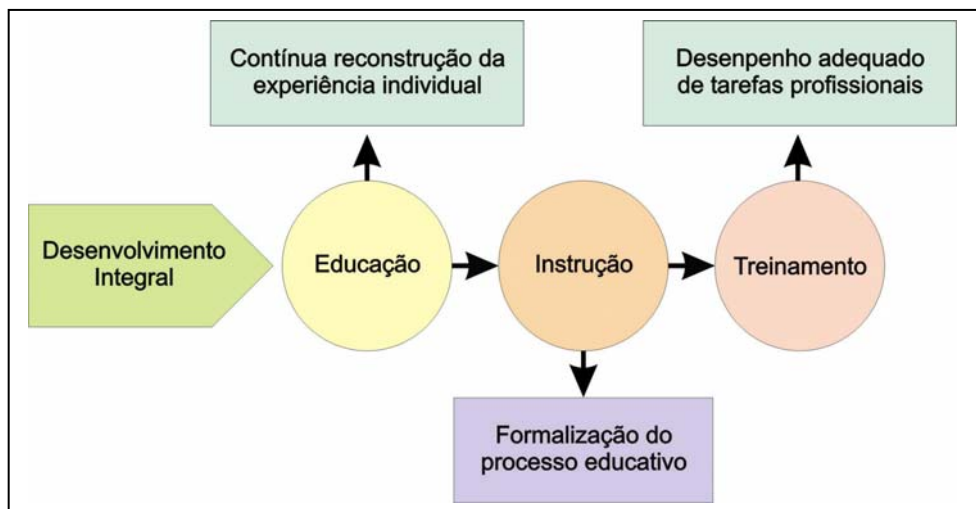 Contínua reconstrução da
experiência individual
Desenpenho adequado
de tarefas profissionais
Desenvolvimento
Integral
Educação
Instrução
Treinamento
Formalização do
processo educativo